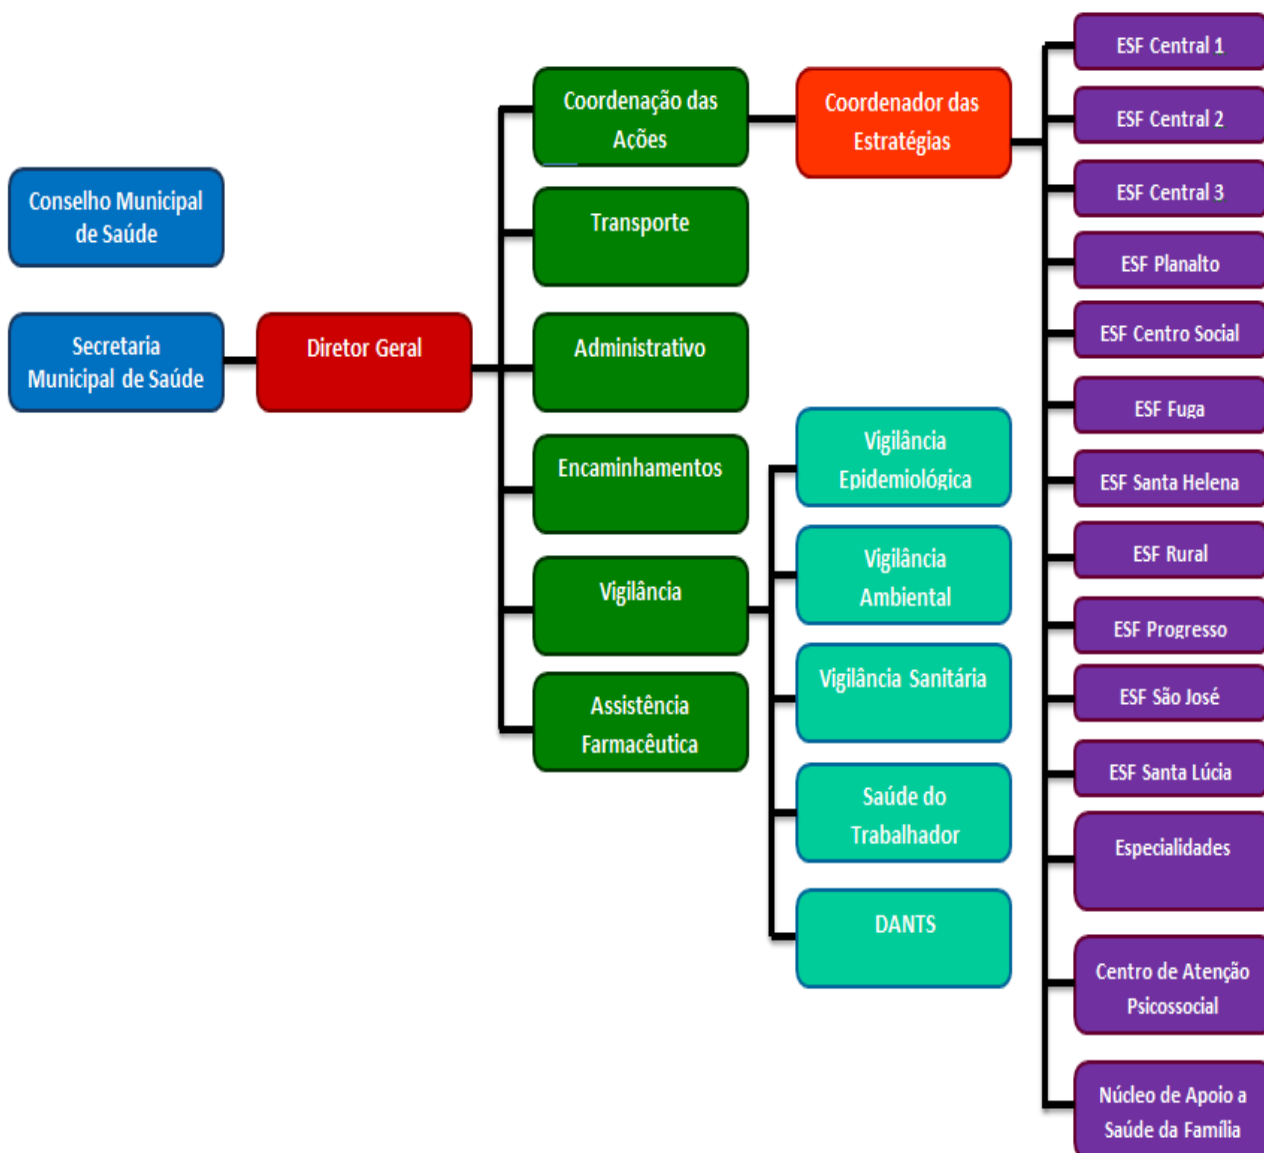 Conselho Municipal
de Saúde
Secretaria
Municipal de Saúde
Diretor Geral
Coordenação das
Ações
Transporte
Administrativo
Encaminhamentos
Vigilância
Assistência
Farmacêutica
Coordenador das
Estratégias
Vigilância
Epidemiológica
Vigilância
Ambiental
Vigilância Sanitária
Saúde do
Trabalhador
DANTS
ESF Central 1
ESF Central 2
ESF Central 3
ESF Planalto
ESF Centro Social
ESF Fuga
ESF Santa Helena
ESF Rural
ESF Progresso
ESF São José
ESF Santa Lúcia
Especialidades
Centro de Atenção
Psicossocial
Núcleo de Apoio a
Saúde da Família